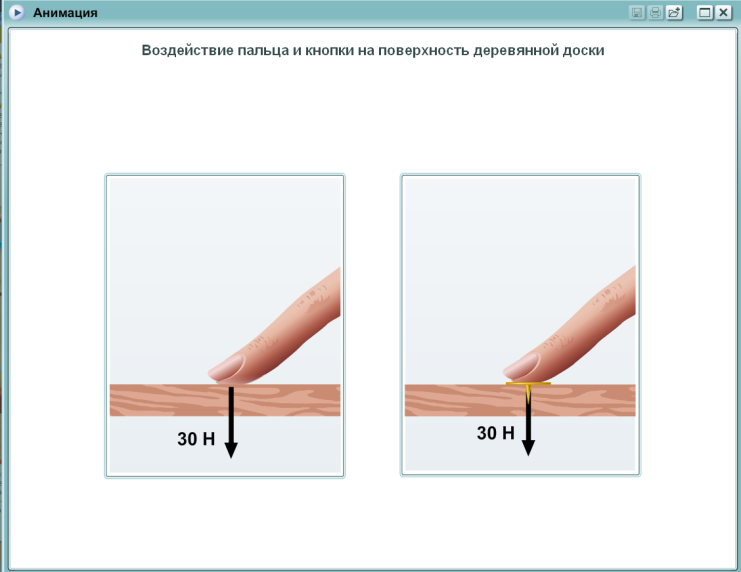 Анимация
Воздействие пальца и кнопки на поверхность деревянной доски
30 Н
30 Н